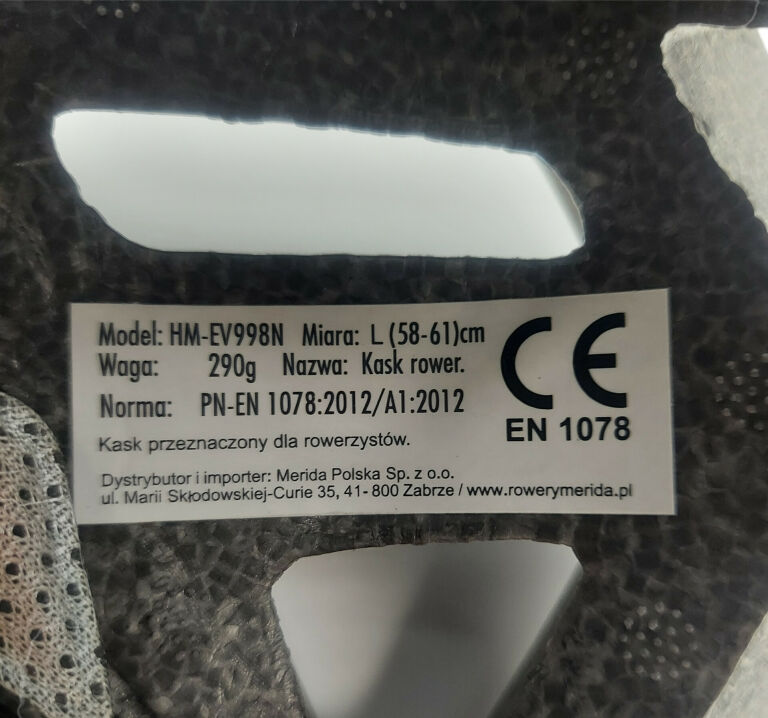 Model: HM-EV998N Miara: L (58-61)cm
Waga: 290g Nazwa: Kask rower.
Norma: PN-EN 1078:2012/A1:2012
CE
EN 1078
Kask przeznaczony dla rowerzystów.
Dystrybutor i importer: Merida Polska Sp. z o.o.
ul. Marii Skłodowskiej-Curie 35, 41- 800 Zabrze / www.rowerymerida.pl